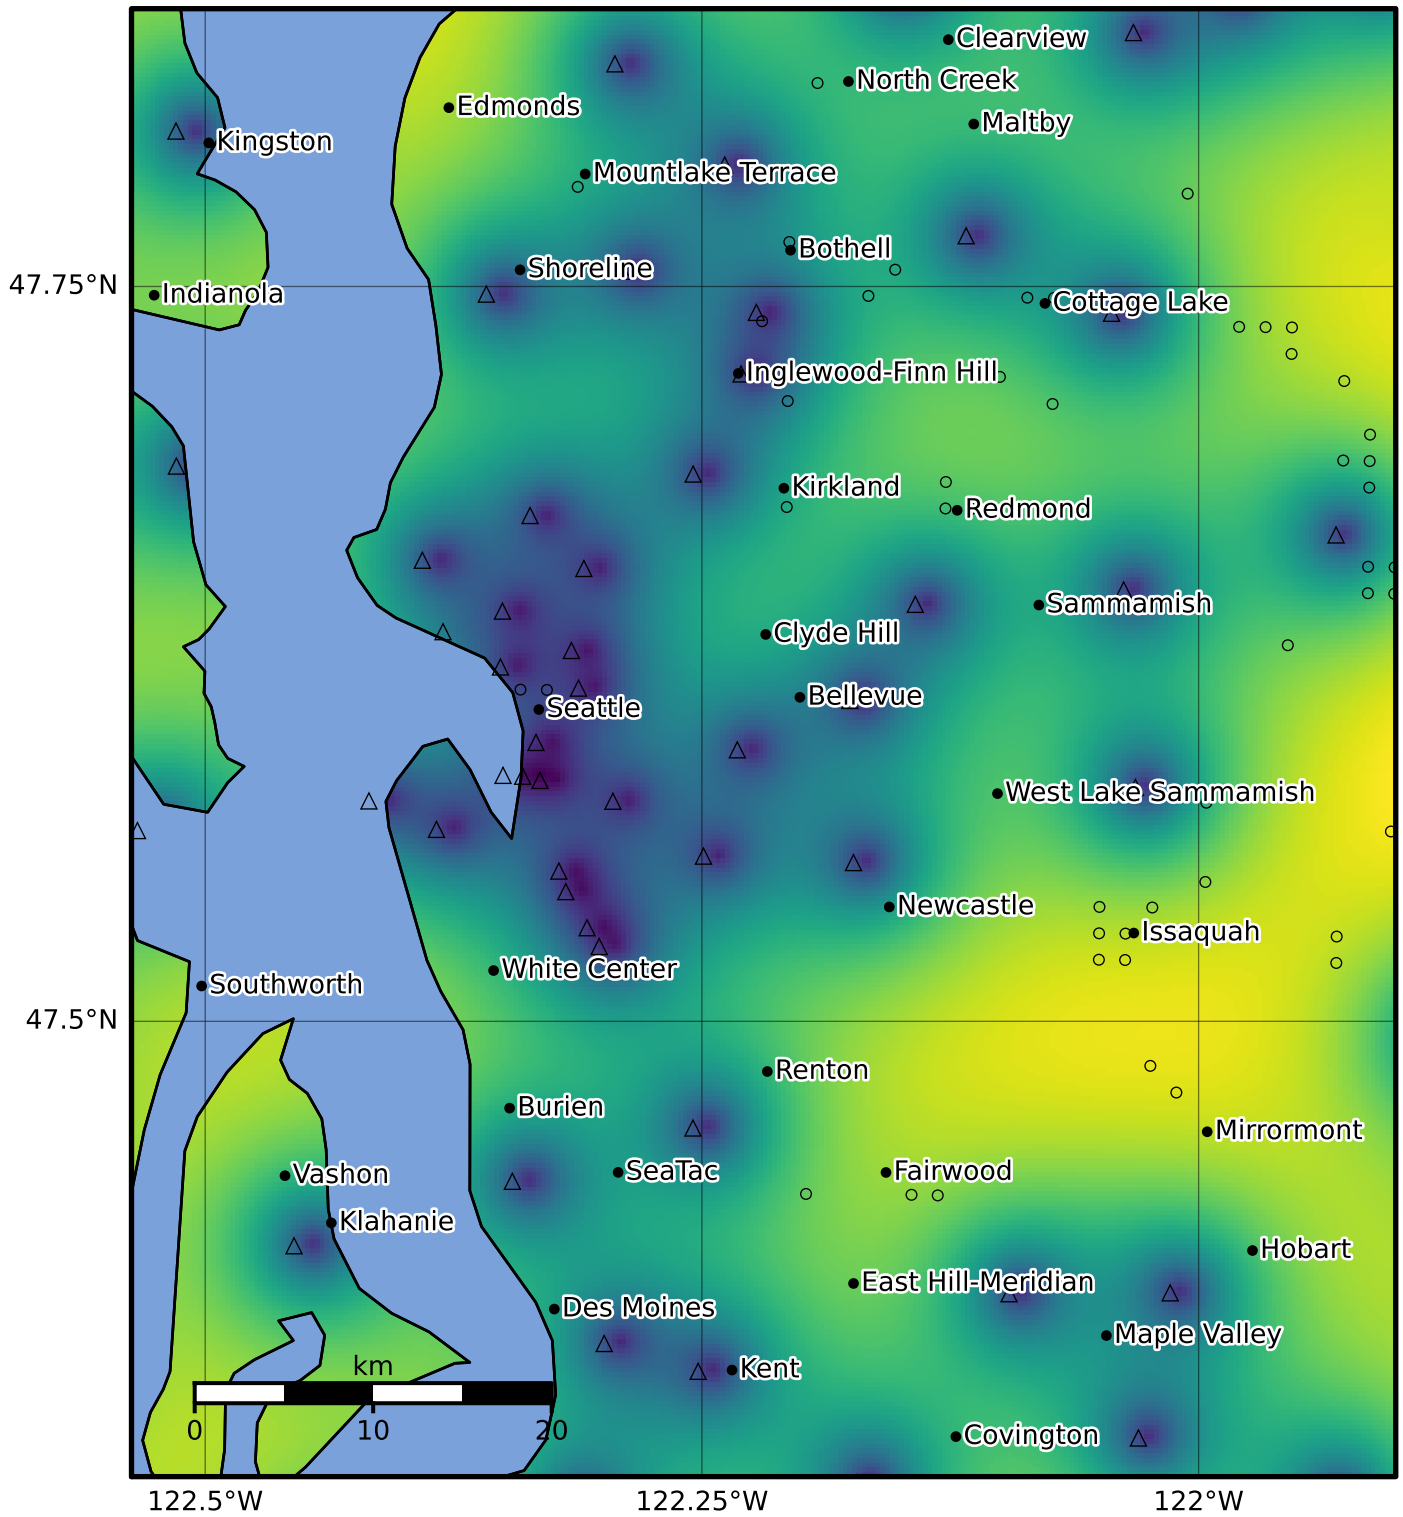 Clearview
North Creek
Edmonds
Maltby
Kingston
Mountlake Terrace
Bothell
Shoreline
47.75°N
Indianola
Cottage Lake
Inglewood-Finn Hill
Kirkland
Redmond
Sammamish
Clyde Hill
Bellevue
Seattle
West Lake Sammamish
Newcastle
Issaquah
White Center
Southworth
47.5°N
Renton
Burien
Mirrormont
Vashon
SeaTac
Fairwood
Klahanie
Hobart
East Hill-Meridian
Des Moines
Maple Valley
km
Kent
0 10 20
Covington
122.5°W 122.25°W 122°W